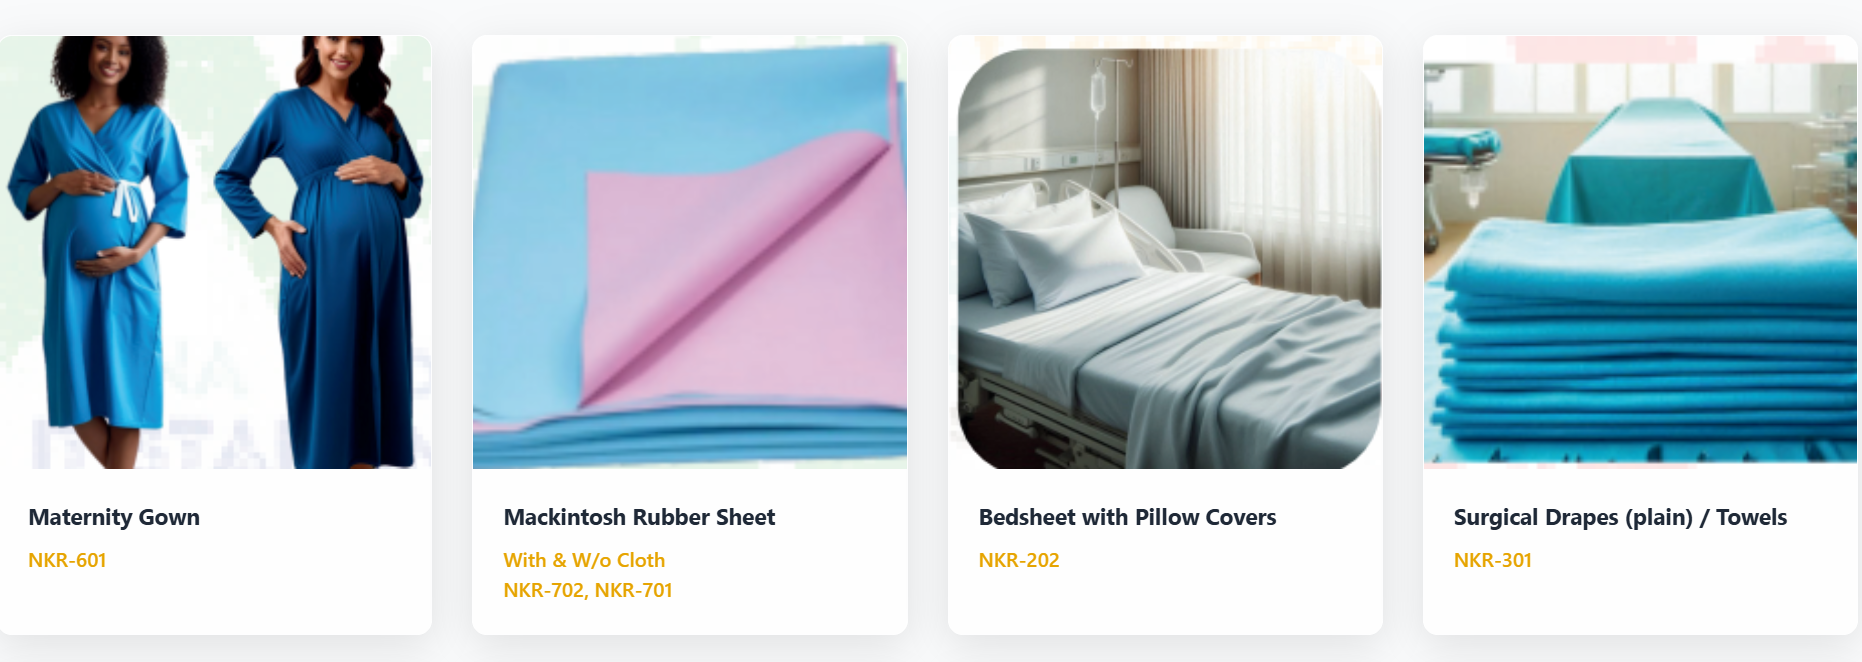 Maternity Gown
NKR-601
Mackintosh Rubber Sheet
With & W/o Cloth
NKR-702, NKR-701
Bedsheet with Pillow Covers
NKR-202
Surgical Drapes (plain) / Towels
NKR-301